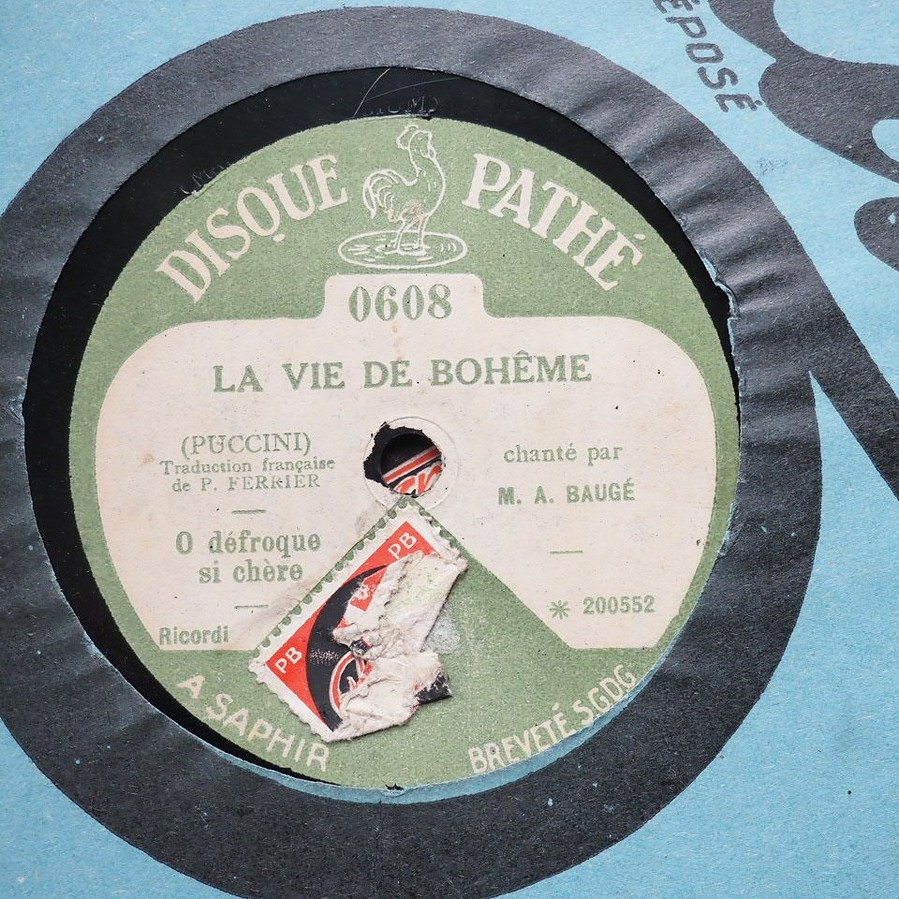 ÉPOSÉ
DISQUE PATHÉ
0608
LA VIE DE BOHÊME
(PUCCINI)
Traduction française
de P. FERRIER
O défroque
si chère
Ricordi
chanté par
M. A. BAUGÉ
* 200552
PB
PB
A SAPHIR
BREVETÉ S.G.D.G